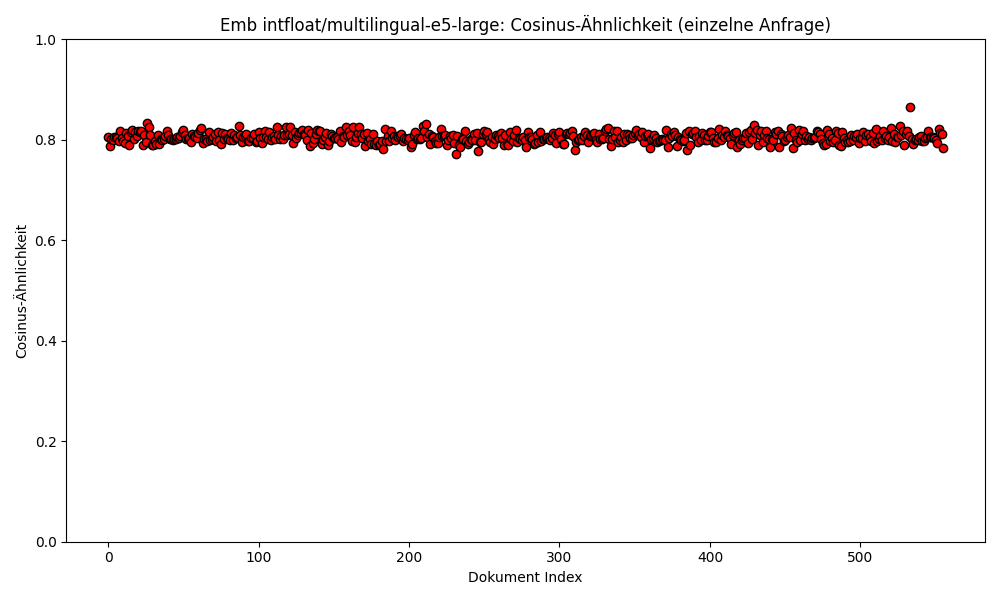 Emb intfloat/multilingual-e5-large: Cosinus-Ähnlichkeit (einzelne Anfrage)
1.0
0.8
0.6
0.4
0.2
0.0
Cosinus-Ähnlichkeit
0 100 200 300 400 500
Dokument Index